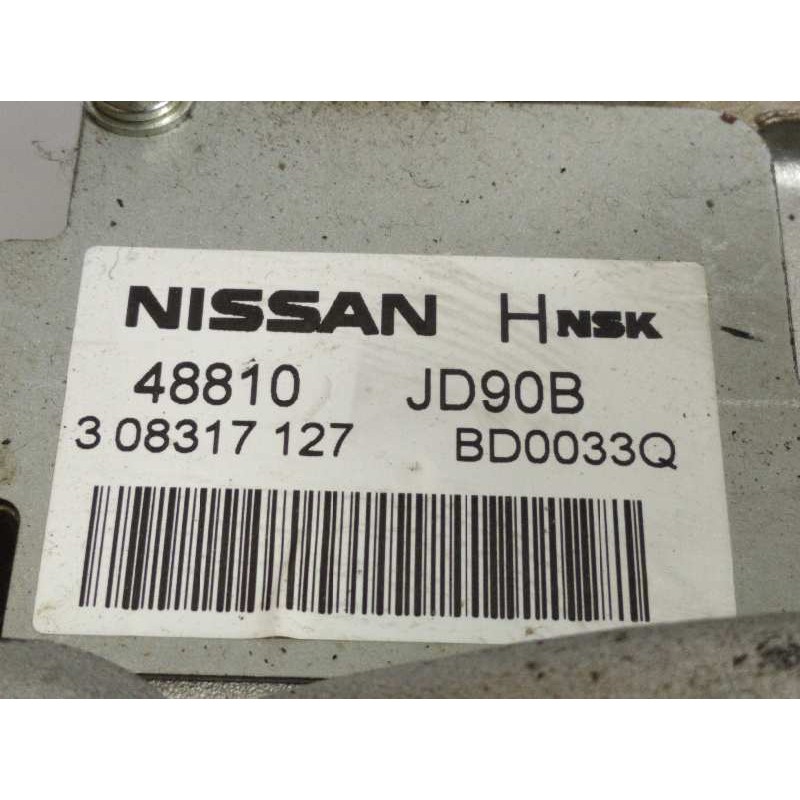 NISSAN H NSK
48810 JD90B
3 08317 127 BD0033Q